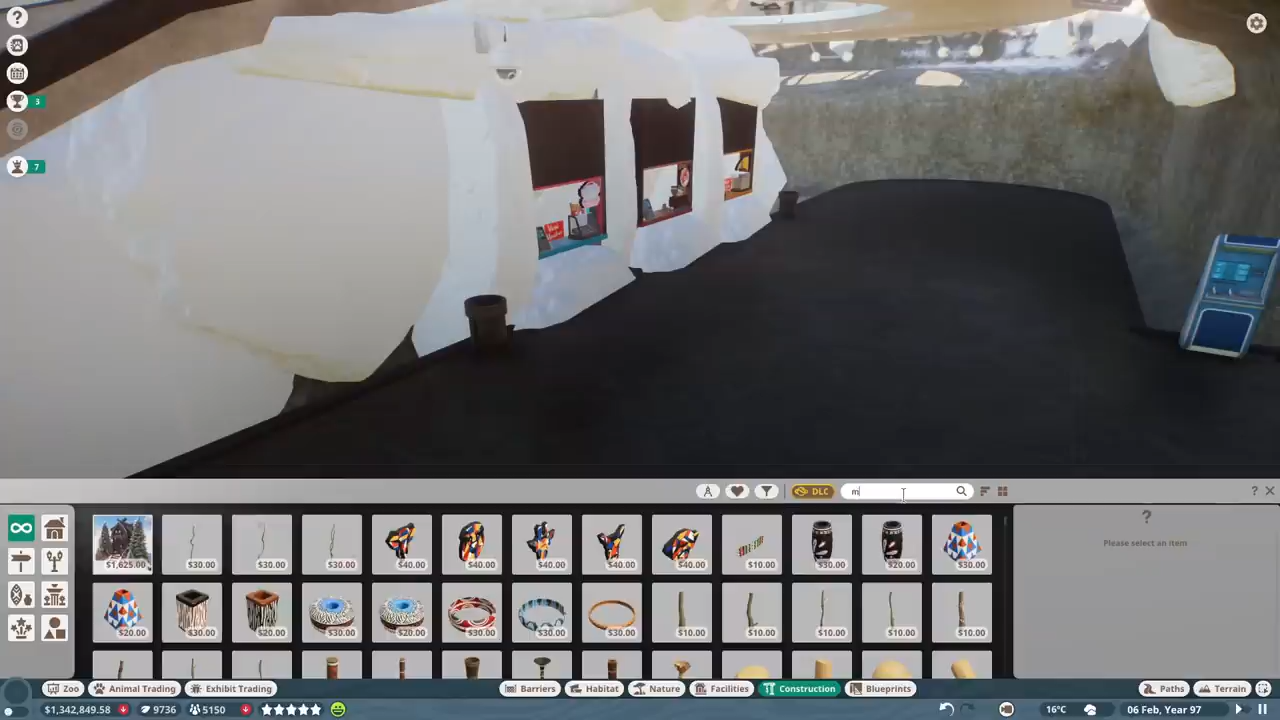 ?
3
7
DLC
m
? ✕
$1,625.00 $30.00 $30.00 $30.00 $40.00 $40.00 $40.00 $40.00 $40.00 $10.00 $30.00 $20.00 $30.00
?
Please select an item
$20.00 $30.00 $20.00 $30.00 $20.00 $30.00 $30.00 $30.00 $10.00 $10.00 $10.00 $10.00 $10.00
Zoo Animal Trading Exhibit Trading Barriers Habitat Nature Facilities Construction Blueprints Paths Terrain
$1,342,849.58 9736 5150 16°C 06 Feb, Year 97